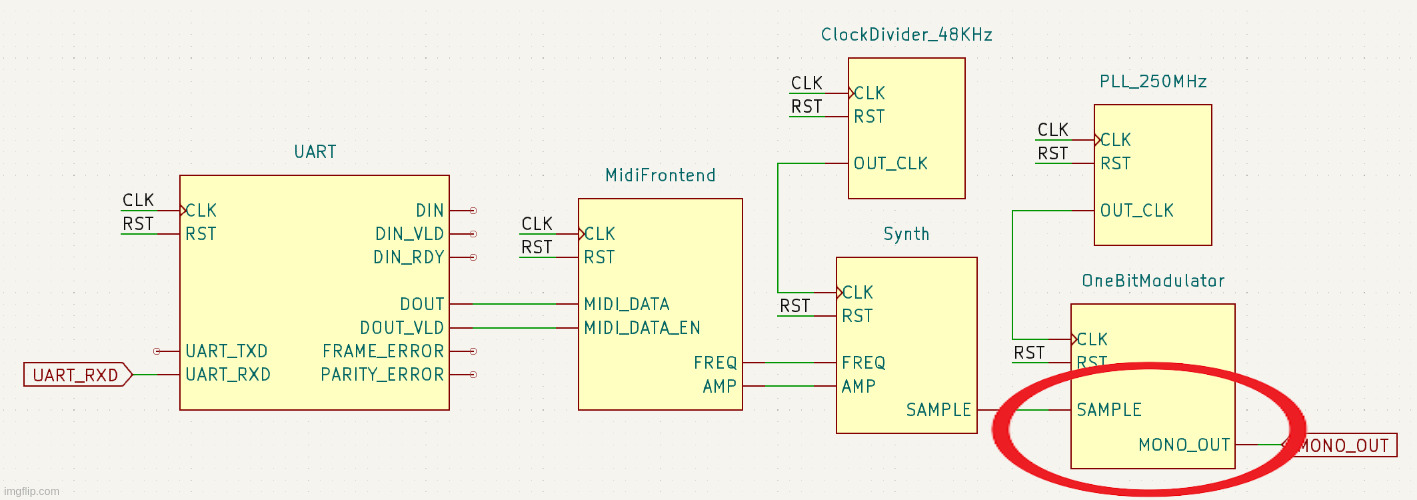 ClockDivider_48KHz
CLK
RST
CLK
RST
OUT_CLK
PLL_250MHz
CLK
RST
CLK
RST
OUT_CLK
UART
CLK
RST
CLK
RST
DIN
DIN_VLD
DIN_RDY
DOUT
DOUT_VLD
UART_TXD
FRAME_ERROR
UART_RXD
UART_RXD
PARITY_ERROR
MidiFrontend
CLK
RST
CLK
RST
MIDI_DATA
MIDI_DATA_EN
FREQ
AMP
Synth
CLK
RST
RST
FREQ
AMP
SAMPLE
OneBitModulator
CLK
RST
RST
SAMPLE
MONO_OUT
MONO_OUT
imgflip.com